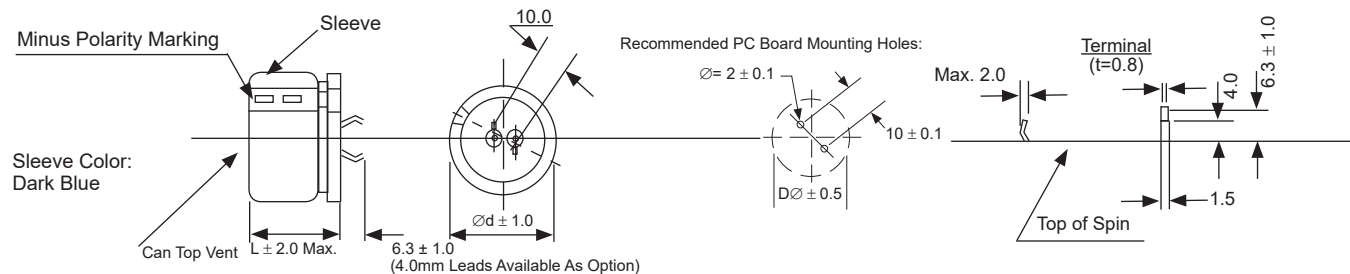 Sleeve
Minus Polarity Marking
10.0
Recommended PC Board Mounting Holes:
Ø= 2 ± 0.1
10 ± 0.1
DØ ± 0.5
Max. 2.0
Terminal
(t=0.8)
4.0
6.3 ± 1.0
1.5
Top of Spin
Sleeve Color:
Dark Blue
Can Top Vent
L ± 2.0 Max.
Ød ± 1.0
6.3 ± 1.0
(4.0mm Leads Available As Option)